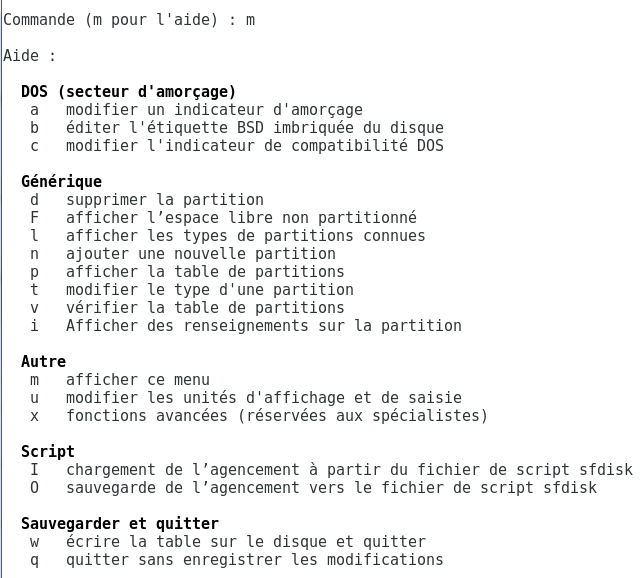 Commande (m pour l'aide) : m
Aide :
DOS (secteur d'amorçage)
a modifier un indicateur d'amorçage
b éditer l'étiquette BSD imbriquée du disque
c modifier l'indicateur de compatibilité DOS
Générique
d supprimer la partition
F afficher l’espace libre non partitionné
l afficher les types de partitions connues
n ajouter une nouvelle partition
p afficher la table de partitions
t modifier le type d'une partition
v vérifier la table de partitions
i Afficher des renseignements sur la partition
Autre
m afficher ce menu
u modifier les unités d'affichage et de saisie
x fonctions avancées (réservées aux spécialistes)
Script
I chargement de l’agencement à partir du fichier de script sfdisk
O sauvegarde de l’agencement vers le fichier de script sfdisk
Sauvegarder et quitter
w écrire la table sur le disque et quitter
q quitter sans enregistrer les modifications